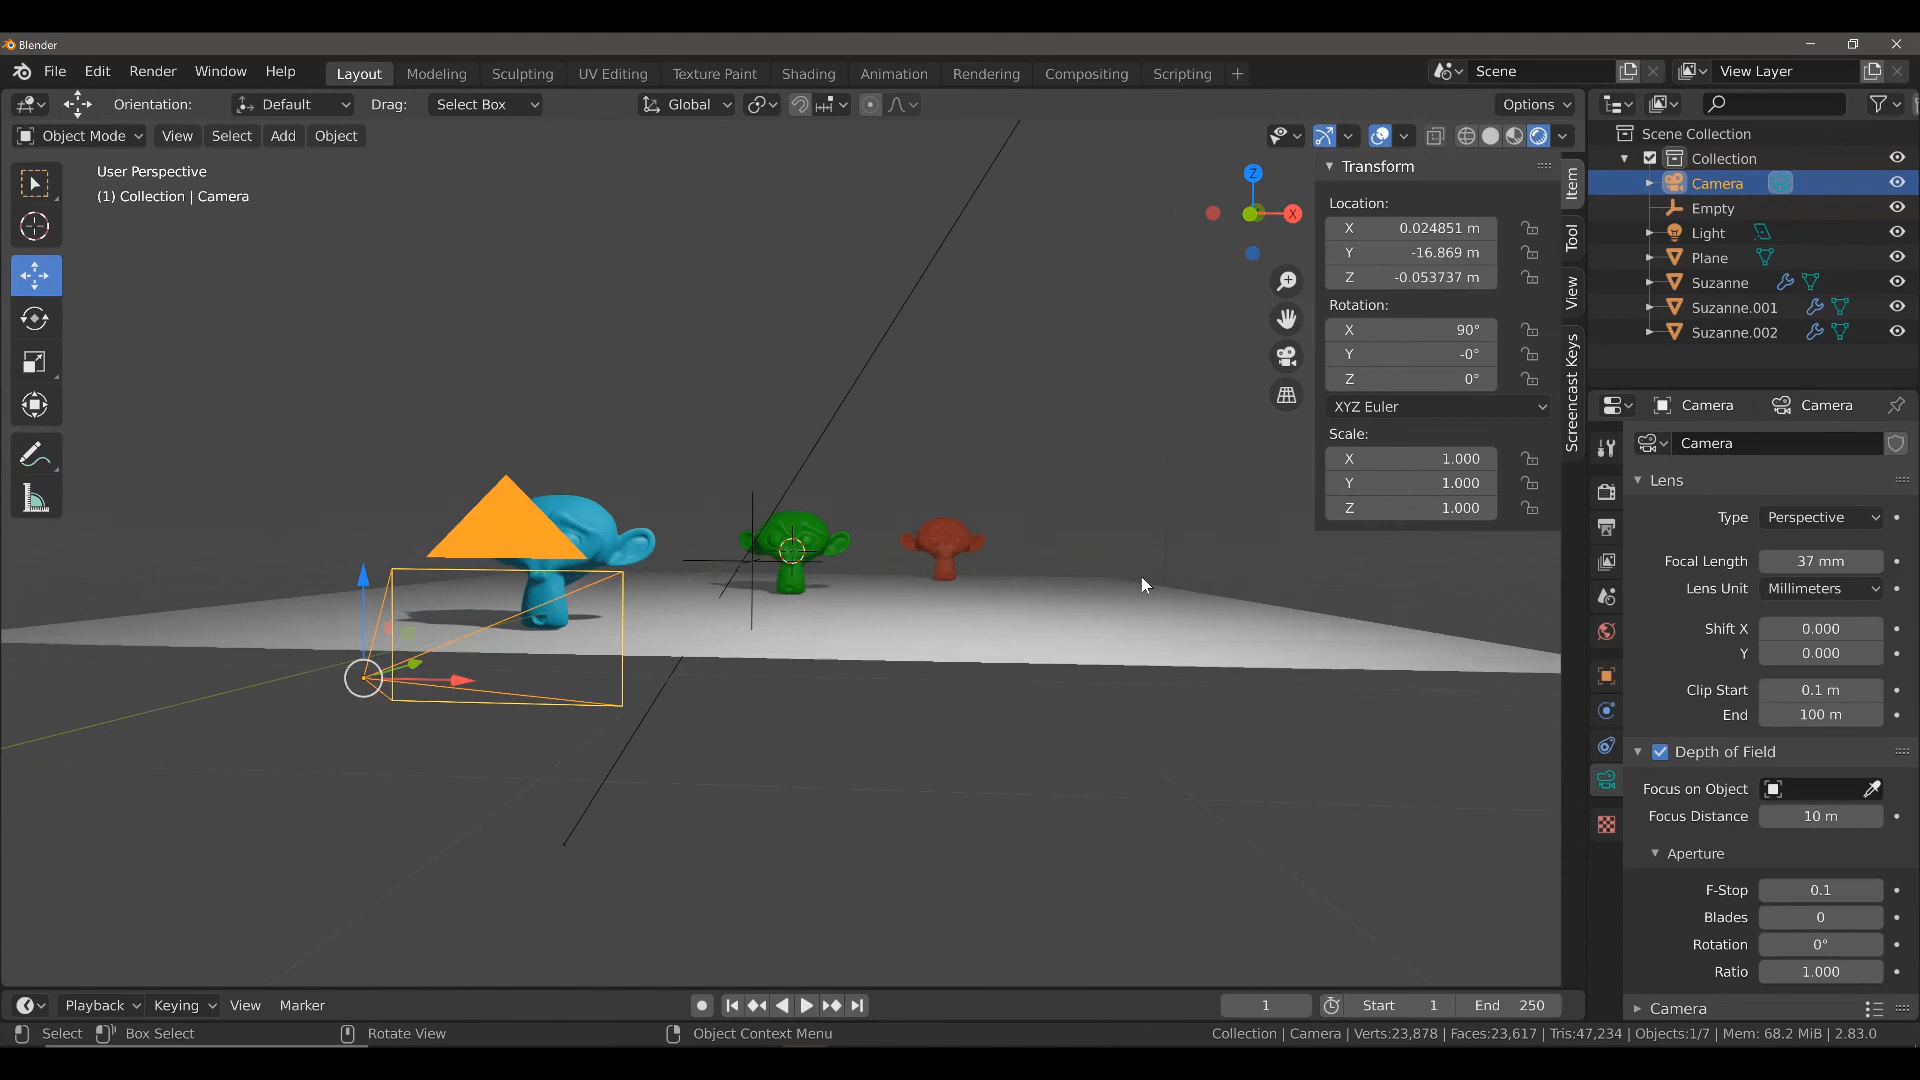 Blender
File Edit Render Window Help Layout Modeling Sculpting UV Editing Texture Paint Shading Animation Rendering Compositing Scripting + Scene View Layer
Orientation: Default Drag: Select Box Global Options
Object Mode View Select Add Object
User Perspective
(1) Collection | Camera
Z
X
Transform
Location:
X 0.024851 m
Y -16.869 m
Z -0.053737 m
Rotation:
X 90°
Y -0°
Z 0°
XYZ Euler
Scale:
X 1.000
Y 1.000
Z 1.000
Item
Tool
View
Screencast Keys
Scene Collection
Collection
Camera
Empty
Light
Plane
Suzanne
Suzanne.001
Suzanne.002
Camera Camera
Camera
Lens
Type Perspective
Focal Length 37 mm
Lens Unit Millimeters
Shift X 0.000
Y 0.000
Clip Start 0.1 m
End 100 m
Depth of Field
Focus on Object
Focus Distance 10 m
Aperture
F-Stop 0.1
Blades 0
Rotation 0°
Ratio 1.000
Camera
Playback Keying View Marker 1 Start 1 End 250
Select Box Select Rotate View Object Context Menu Collection | Camera | Verts:23,878 | Faces:23,617 | Tris:47,234 | Objects:1/7 | Mem: 68.2 MiB | 2.83.0